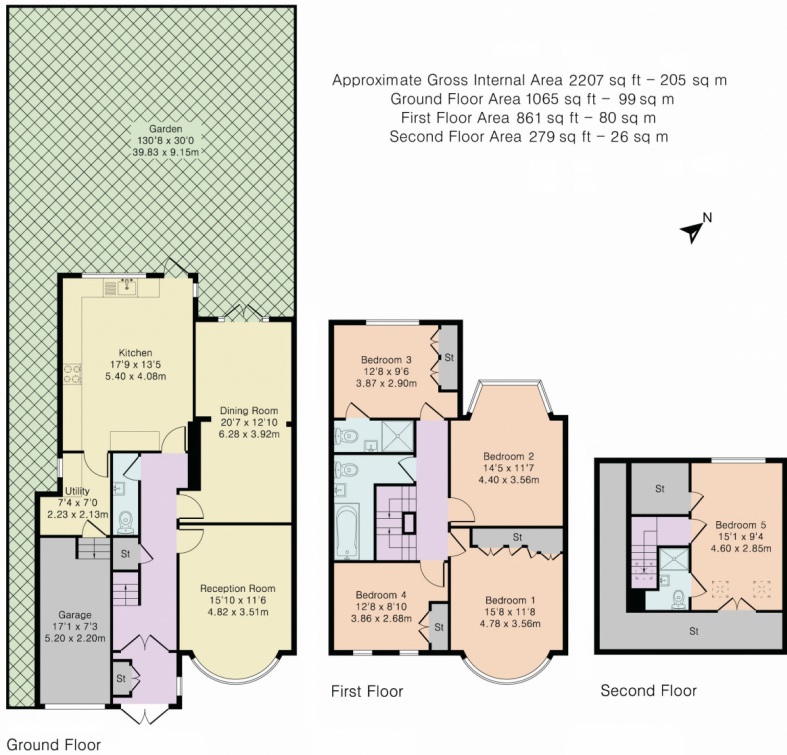 Approximate Gross Internal Area 2207 sq ft – 205 sq m
Ground Floor Area 1065 sq ft – 99 sq m
First Floor Area 861 sq ft – 80 sq m
Second Floor Area 279 sq ft – 26 sq m
N
Garden
130'8 x 30'0
39.83 x 9.15m
Kitchen
17'9 x 13'5
5.40 x 4.08m
Dining Room
20'7 x 12'10
6.28 x 3.92m
Utility
7'4 x 7'0
2.23 x 2.13m
St
Garage
17'1 x 7'3
5.20 x 2.20m
Reception Room
15'10 x 11'6
4.82 x 3.51m
St
Ground Floor
Bedroom 3
12'8 x 9'6
3.87 x 2.90m
St
Bedroom 2
14'5 x 11'7
4.40 x 3.56m
St
Bedroom 4
12'8 x 8'10
3.86 x 2.68m
St
Bedroom 1
15'8 x 11'8
4.78 x 3.56m
First Floor
St
Bedroom 5
15'1 x 9'4
4.60 x 2.85m
St
Second Floor